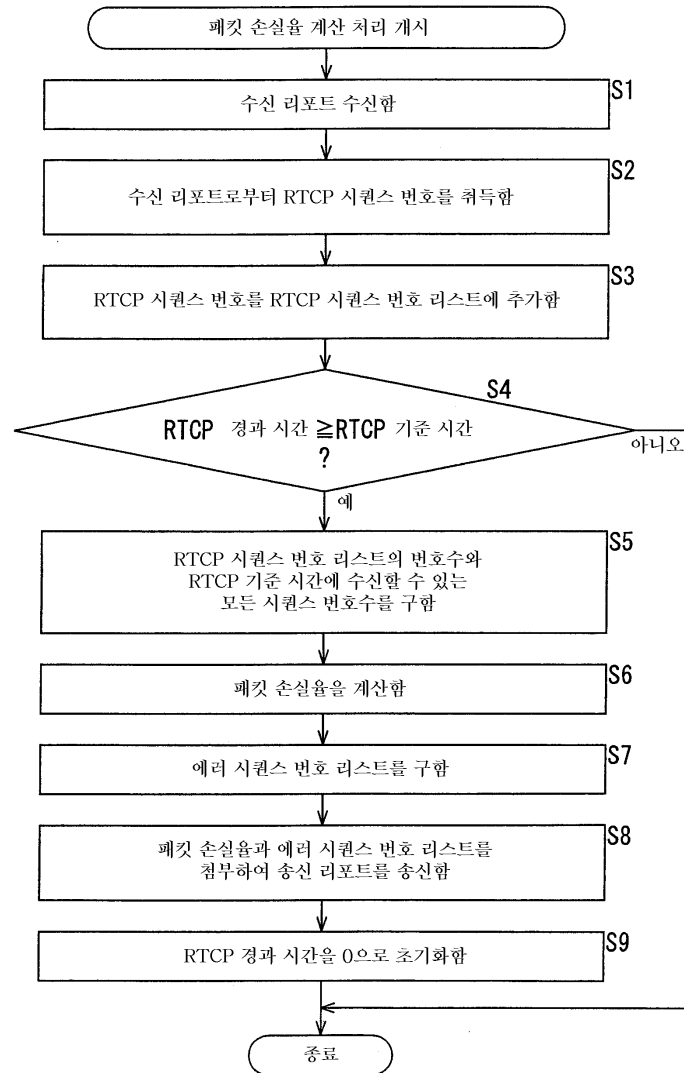 패킷 손실율 계산 처리 개시
S1
수신 리포트 수신함
S2
수신 리포트로부터 RTCP 시퀀스 번호를 취득함
S3
RTCP 시퀀스 번호를 RTCP 시퀀스 번호 리스트에 추가함
S4
RTCP 경과 시간 ≧RTCP 기준 시간
?
아니오
예
S5
RTCP 시퀀스 번호 리스트의 번호수와
RTCP 기준 시간에 수신할 수 있는
모든 시퀀스 번호수를 구함
S6
패킷 손실율을 계산함
S7
에러 시퀀스 번호 리스트를 구함
S8
패킷 손실율과 에러 시퀀스 번호 리스트를
첨부하여 송신 리포트를 송신함
S9
RTCP 경과 시간을 0으로 초기화함
종료